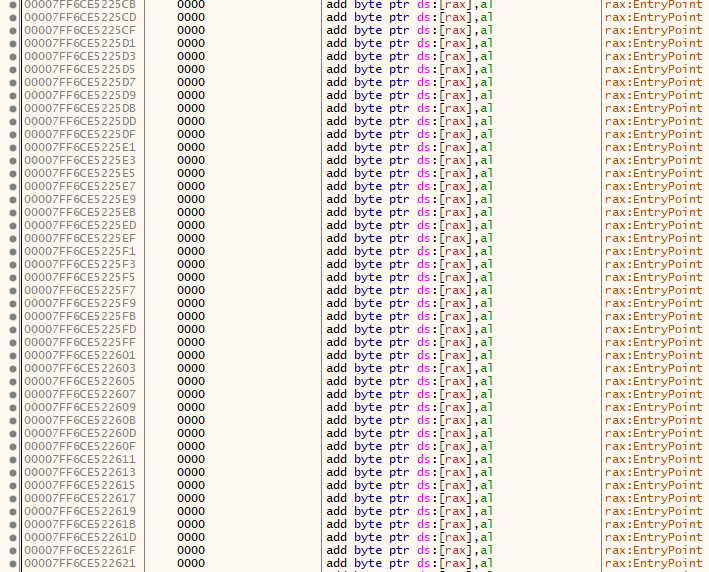 00007FF6CE5225CB 0000 add byte ptr ds:[rax],al rax:EntryPoint
00007FF6CE5225CD 0000 add byte ptr ds:[rax],al rax:EntryPoint
00007FF6CE5225CF 0000 add byte ptr ds:[rax],al rax:EntryPoint
00007FF6CE5225D1 0000 add byte ptr ds:[rax],al rax:EntryPoint
00007FF6CE5225D3 0000 add byte ptr ds:[rax],al rax:EntryPoint
00007FF6CE5225D5 0000 add byte ptr ds:[rax],al rax:EntryPoint
00007FF6CE5225D7 0000 add byte ptr ds:[rax],al rax:EntryPoint
00007FF6CE5225D9 0000 add byte ptr ds:[rax],al rax:EntryPoint
00007FF6CE5225DB 0000 add byte ptr ds:[rax],al rax:EntryPoint
00007FF6CE5225DD 0000 add byte ptr ds:[rax],al rax:EntryPoint
00007FF6CE5225DF 0000 add byte ptr ds:[rax],al rax:EntryPoint
00007FF6CE5225E1 0000 add byte ptr ds:[rax],al rax:EntryPoint
00007FF6CE5225E3 0000 add byte ptr ds:[rax],al rax:EntryPoint
00007FF6CE5225E5 0000 add byte ptr ds:[rax],al rax:EntryPoint
00007FF6CE5225E7 0000 add byte ptr ds:[rax],al rax:EntryPoint
00007FF6CE5225E9 0000 add byte ptr ds:[rax],al rax:EntryPoint
00007FF6CE5225EB 0000 add byte ptr ds:[rax],al rax:EntryPoint
00007FF6CE5225ED 0000 add byte ptr ds:[rax],al rax:EntryPoint
00007FF6CE5225EF 0000 add byte ptr ds:[rax],al rax:EntryPoint
00007FF6CE5225F1 0000 add byte ptr ds:[rax],al rax:EntryPoint
00007FF6CE5225F3 0000 add byte ptr ds:[rax],al rax:EntryPoint
00007FF6CE5225F5 0000 add byte ptr ds:[rax],al rax:EntryPoint
00007FF6CE5225F7 0000 add byte ptr ds:[rax],al rax:EntryPoint
00007FF6CE5225F9 0000 add byte ptr ds:[rax],al rax:EntryPoint
00007FF6CE5225FB 0000 add byte ptr ds:[rax],al rax:EntryPoint
00007FF6CE5225FD 0000 add byte ptr ds:[rax],al rax:EntryPoint
00007FF6CE5225FF 0000 add byte ptr ds:[rax],al rax:EntryPoint
00007FF6CE522601 0000 add byte ptr ds:[rax],al rax:EntryPoint
00007FF6CE522603 0000 add byte ptr ds:[rax],al rax:EntryPoint
00007FF6CE522605 0000 add byte ptr ds:[rax],al rax:EntryPoint
00007FF6CE522607 0000 add byte ptr ds:[rax],al rax:EntryPoint
00007FF6CE522609 0000 add byte ptr ds:[rax],al rax:EntryPoint
00007FF6CE52260B 0000 add byte ptr ds:[rax],al rax:EntryPoint
00007FF6CE52260D 0000 add byte ptr ds:[rax],al rax:EntryPoint
00007FF6CE52260F 0000 add byte ptr ds:[rax],al rax:EntryPoint
00007FF6CE522611 0000 add byte ptr ds:[rax],al rax:EntryPoint
00007FF6CE522613 0000 add byte ptr ds:[rax],al rax:EntryPoint
00007FF6CE522615 0000 add byte ptr ds:[rax],al rax:EntryPoint
00007FF6CE522617 0000 add byte ptr ds:[rax],al rax:EntryPoint
00007FF6CE522619 0000 add byte ptr ds:[rax],al rax:EntryPoint
00007FF6CE52261B 0000 add byte ptr ds:[rax],al rax:EntryPoint
00007FF6CE52261D 0000 add byte ptr ds:[rax],al rax:EntryPoint
00007FF6CE52261F 0000 add byte ptr ds:[rax],al rax:EntryPoint
00007FF6CE522621 0000 add byte ptr ds:[rax],al rax:EntryPoint